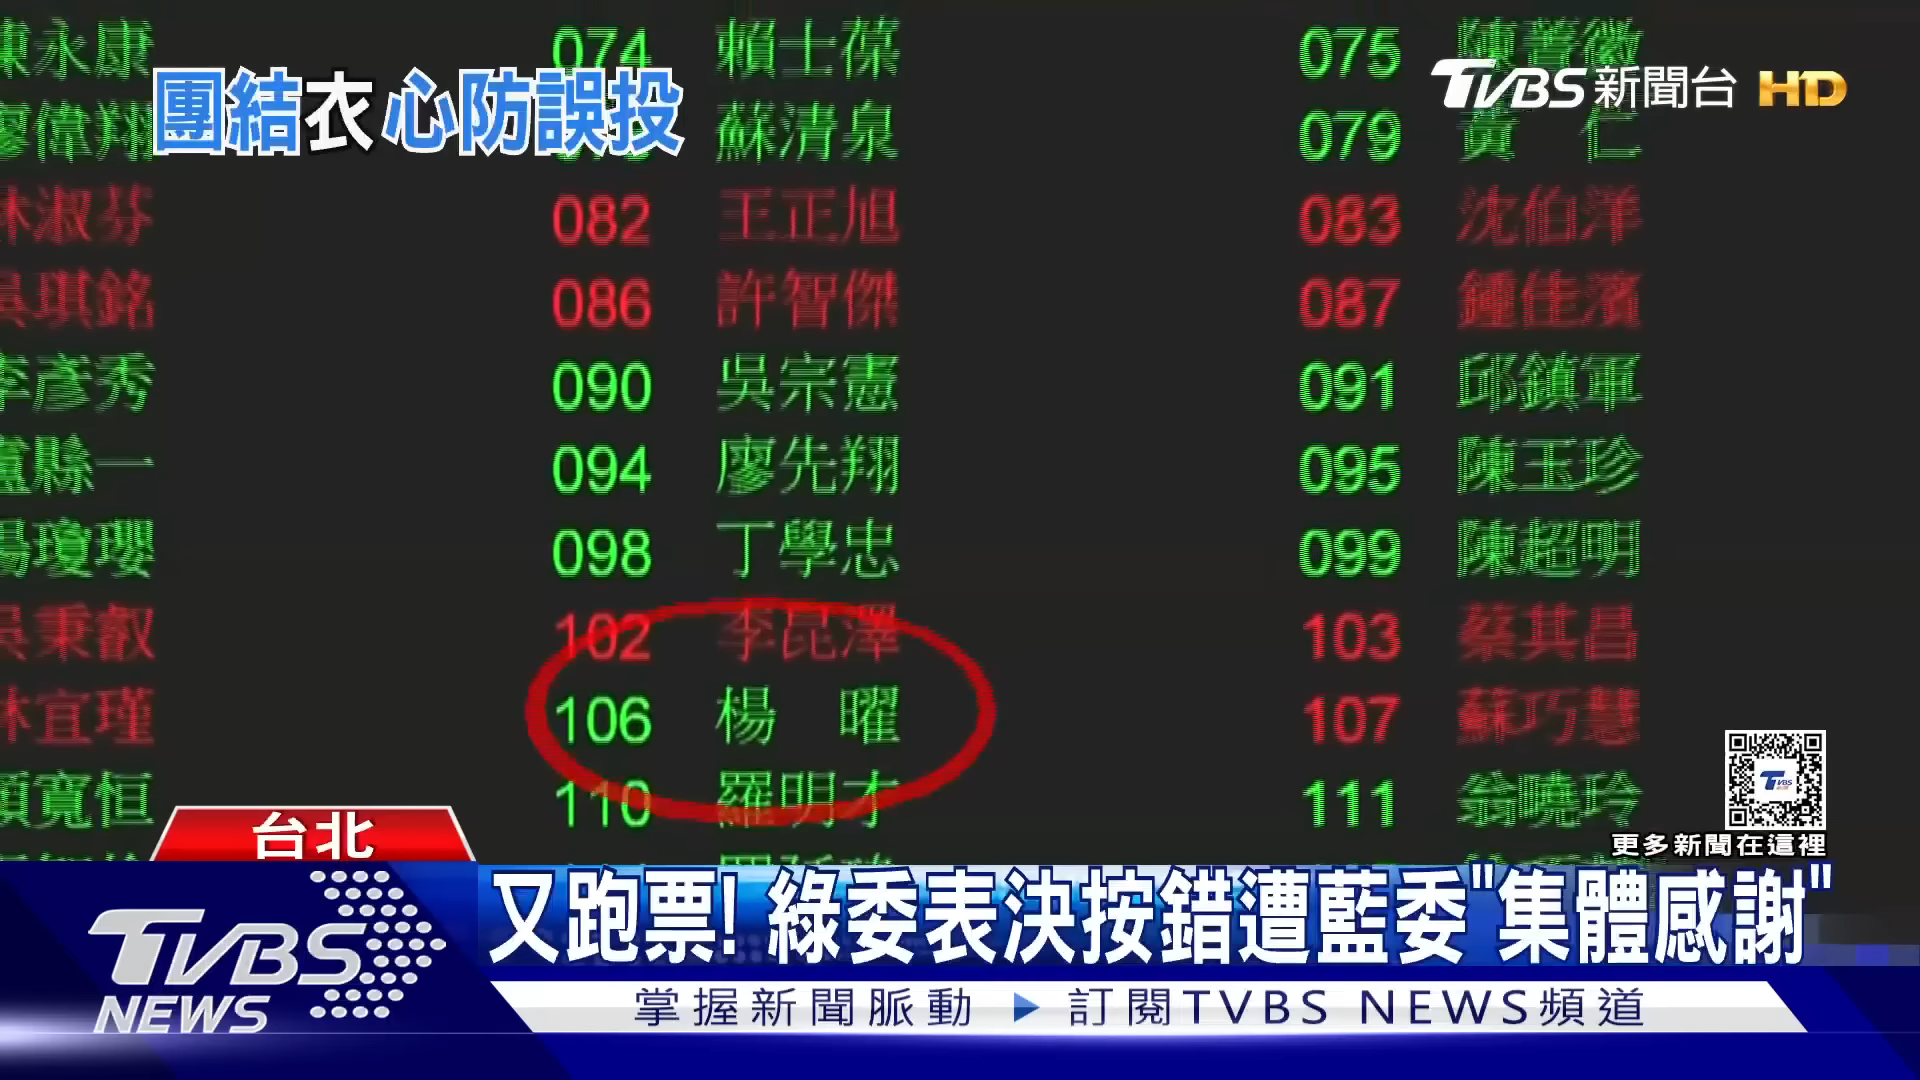 陳永康 074 賴士葆 075 陳菁徽
廖偉翔 蘇清泉 079 黃 仁
林淑芬 082 王正旭 083 沈伯洋
吳琪銘 086 許智傑 087 鍾佳濱
李彥秀 090 吳宗憲 091 邱鎮軍
盧縣一 094 廖先翔 095 陳玉珍
楊瓊瓔 098 丁學忠 099 陳超明
吳秉叡 102 李昆澤 103 蔡其昌
林宜瑾 106 楊 曜 107 蘇巧慧
顏寬恒 110 羅明才 111 翁曉玲
團結衣心防誤投
TVBS新聞台 HD
更多新聞在這裡
台北
又跑票! 綠委表決按錯遭藍委"集體感謝"
TVBS NEWS
掌握新聞脈動 ▶ 訂閱TVBS NEWS頻道